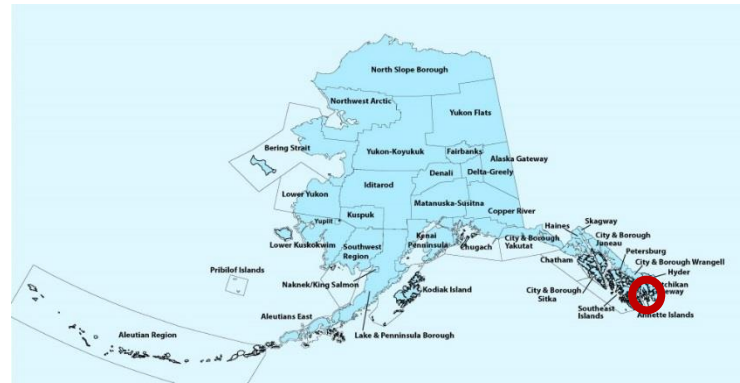 North Slope Borough
Northwest Arctic
Yukon Flats
Bering Strait
Yukon-Koyukuk
Fairbanks
Alaska Gateway
Denali
Delta-Greely
Iditarod
Lower Yukon
Matanuska-Susitna
Copper River
Kuspuk
Yupiit
Lower Kuskokwim
Southwest
Region
Kenai
Penninsula
Chugach
City & Borough
Yakutat
Haines
Skagway
City & Borough
Juneau
Petersburg
City & Borough Wrangell
Hyder
Chatham
Pribilof Islands
Naknek/King Salmon
Kodiak Island
City & Borough
Sitka
Southeast
Islands
Annette Islands
Aleutians East
Lake & Penninsula Borough
Aleutian Region